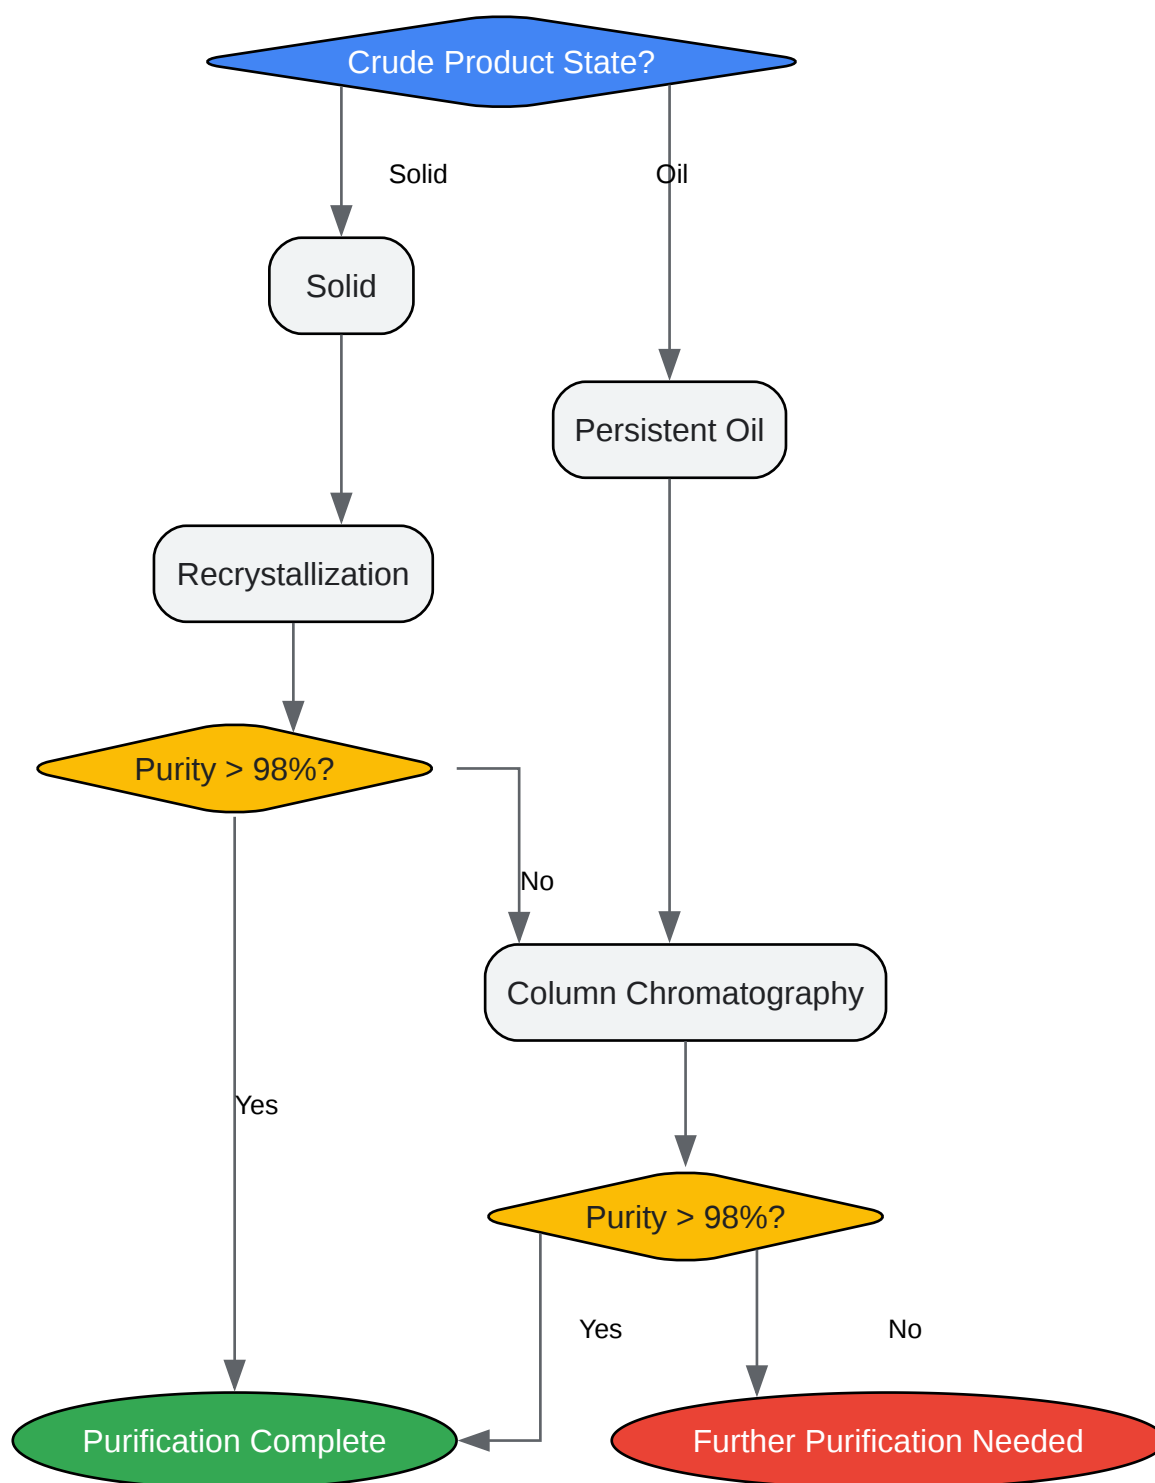 Crude Product State?
Solid
Oil
Solid
Persistent Oil
Recrystallization
Purity > 98%?
No
Column Chromatography
Yes
Purity > 98%?
Yes
No
Purification Complete
Further Purification Needed